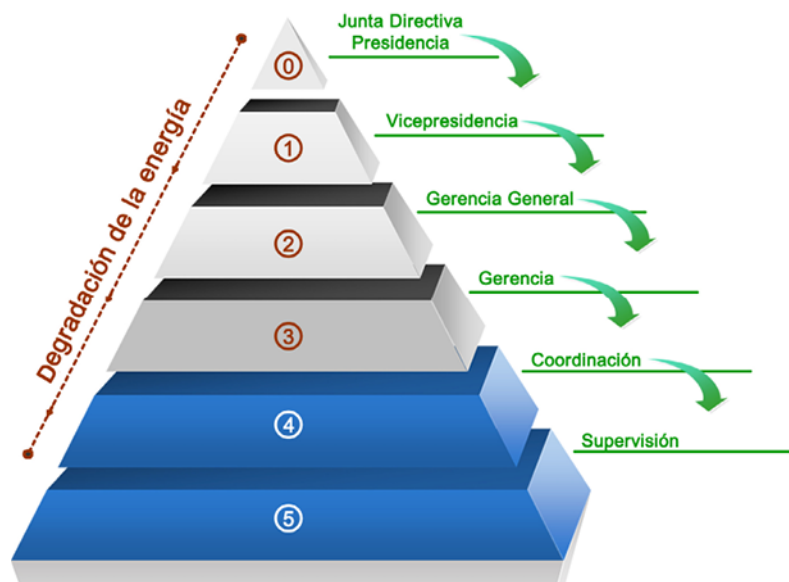 Junta Directiva
Presidencia
0
Degradación de la energía
Vicepresidencia
1
Gerencia General
2
Gerencia
3
Coordinación
4
Supervisión
5